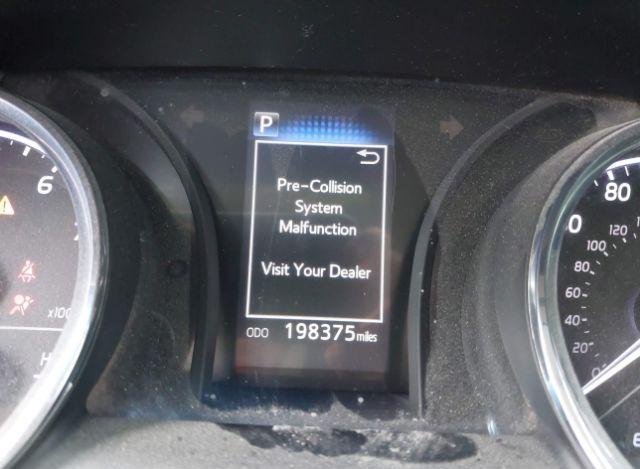 P
Pre-Collision
System
Malfunction
Visit Your Dealer
ODO 198375 miles
6
x100
H
80
100
80
60
40
20
0
120